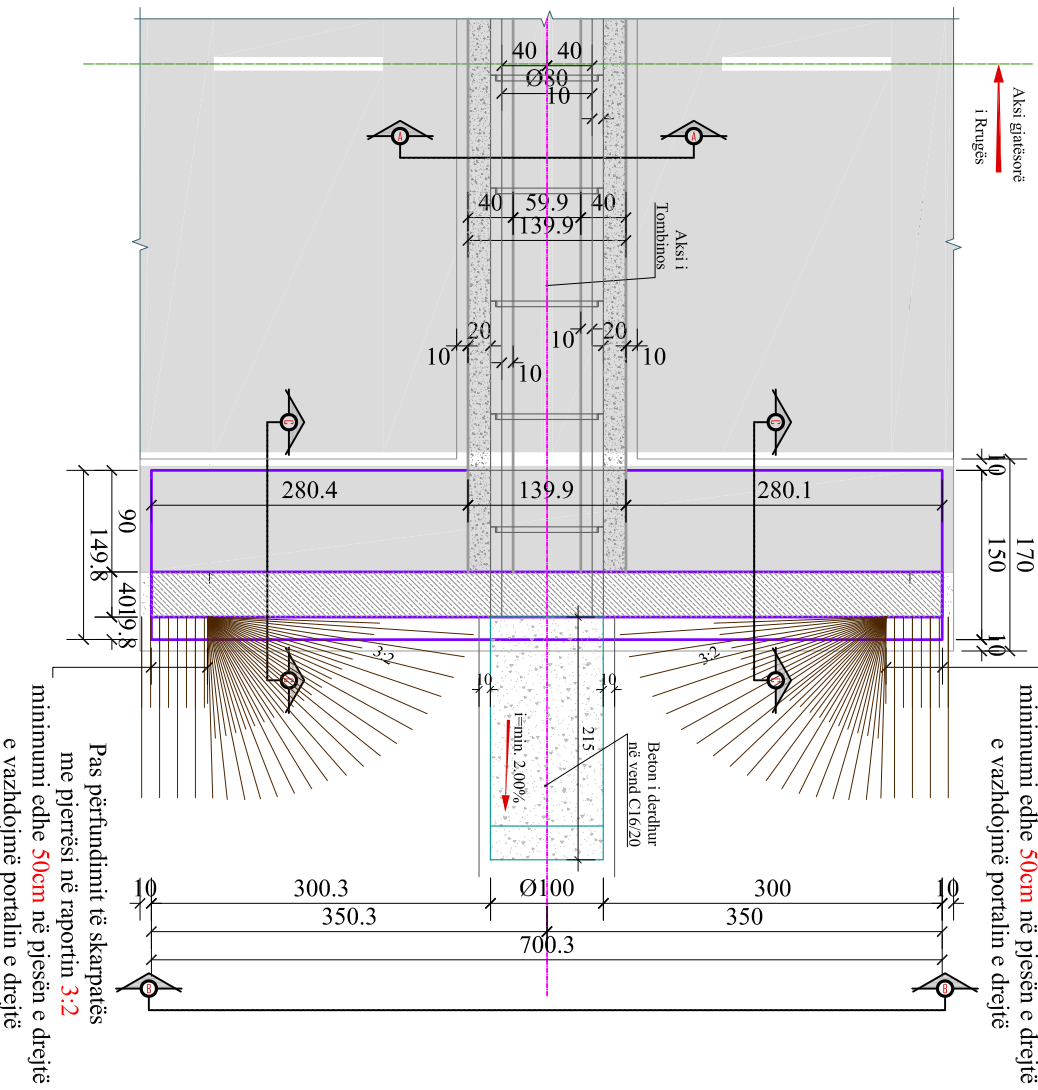 Aksi gjatësorë
i Rrugës
40
40
Ø80
10
A
A
40
59.9
40
139.9
Aksi i
Tombinos
20
10
10
20
10
10
C
C
10
170
150
10
280.4
139.9
280.1
90
149.8
40
19.8
3:2
3:2
C
C
10
10
215
i=min. 2.00%
Beton i derdhur
në vend C16/20
minimumi edhe 50cm në pjesën e drejtë
e vazhdojmë portalin e drejtë
10
300.3
Ø100
300
10
350.3
350
700.3
B
B
Pas përfundimit të skarpatës
me pjerrësi në raportin 3:2
minimumi edhe 50cm në pjesën e drejtë
e vazhdojmë portalin e drejtë